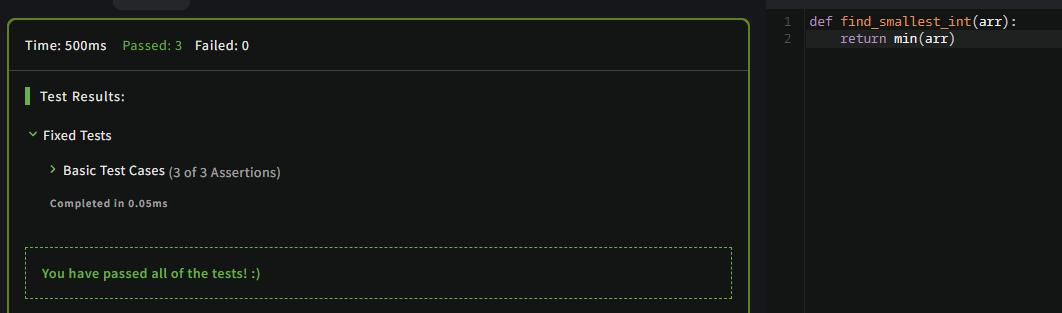 Time: 500ms Passed: 3 Failed: 0
Test Results:
Fixed Tests
Basic Test Cases (3 of 3 Assertions)
Completed in 0.05ms
You have passed all of the tests! :)
1 def find_smallest_int(arr):
2 return min(arr)